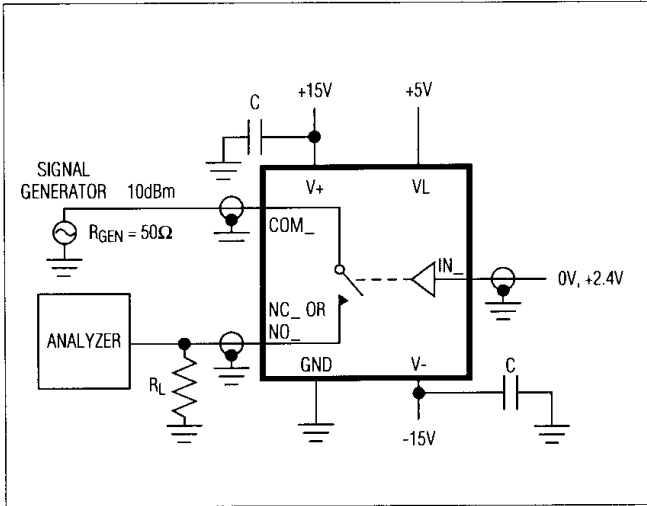 +15V
+5V
C
SIGNAL
GENERATOR
10dBm
V+
VL
RGEN = 50Ω
COM_
IN_
0V, +2.4V
NC_ OR
NO_
ANALYZER
RL
GND
V-
C
-15V